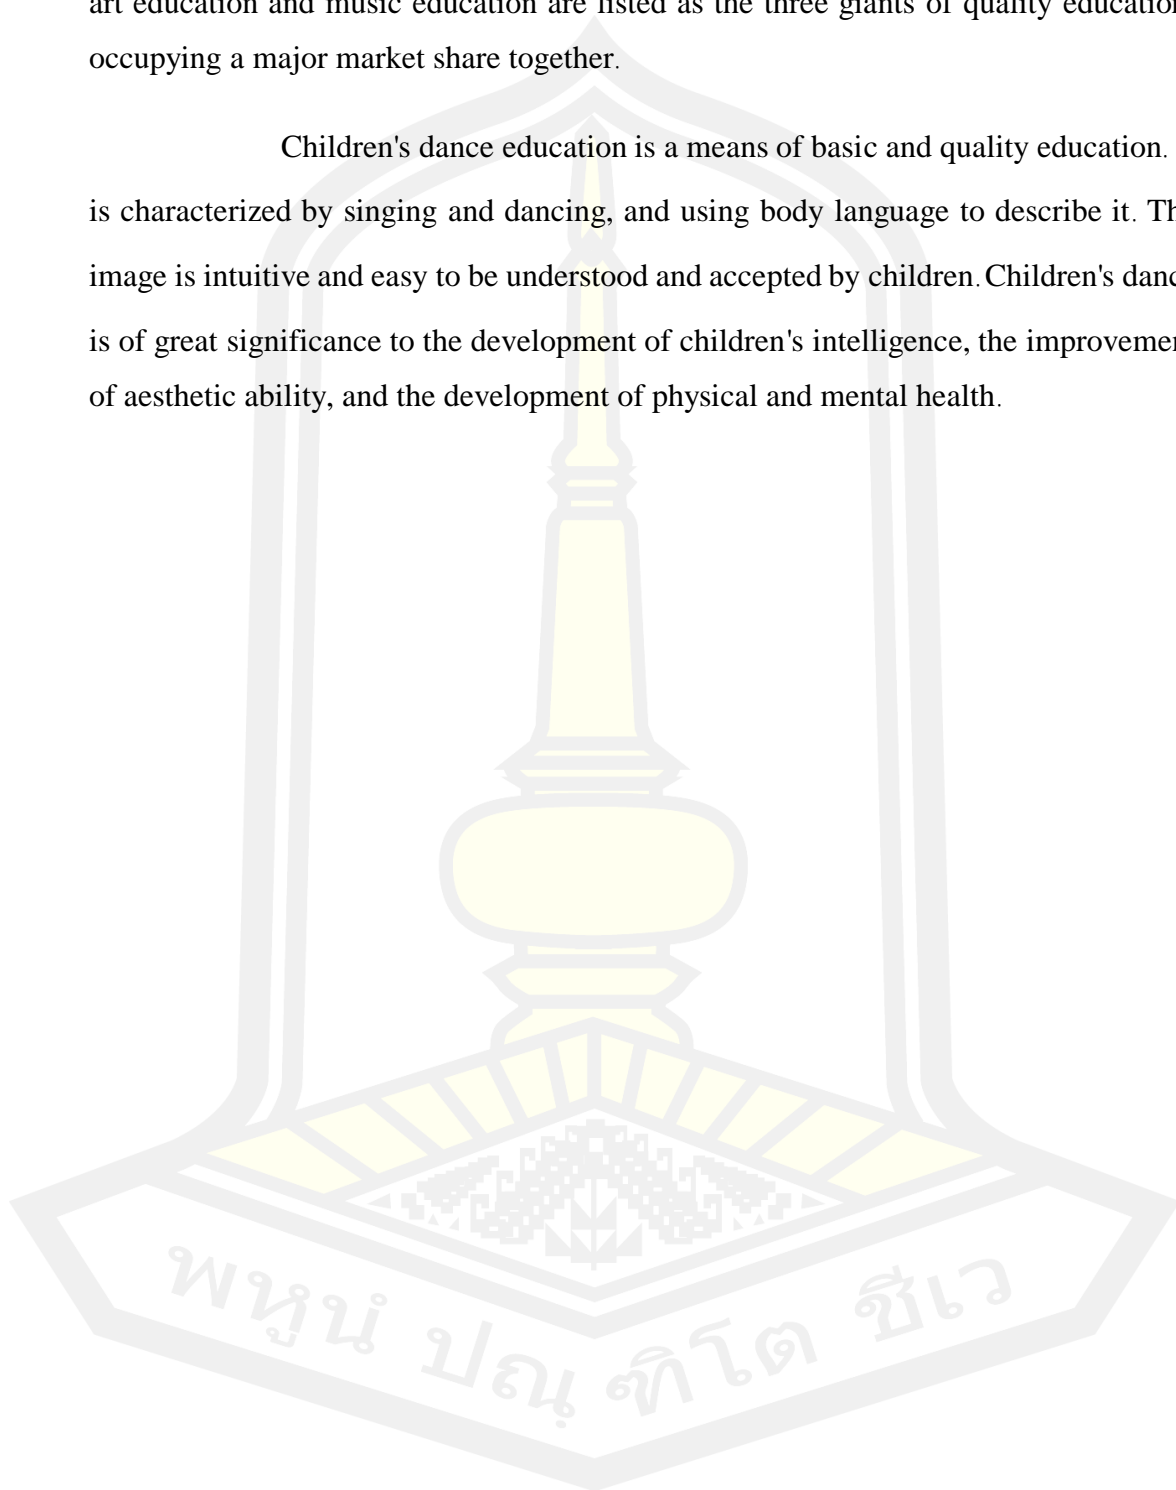 art education and music education are listed as the three giants of quality education
occupying a major market share together.
Children's dance education is a means of basic and quality education.
is characterized by singing and dancing, and using body language to describe it. Th
image is intuitive and easy to be understood and accepted by children. Children's danc
is of great significance to the development of children's intelligence, the improvemen
of aesthetic ability, and the development of physical and mental health.
พหูนํ ปณฺฑิโต ชีเว